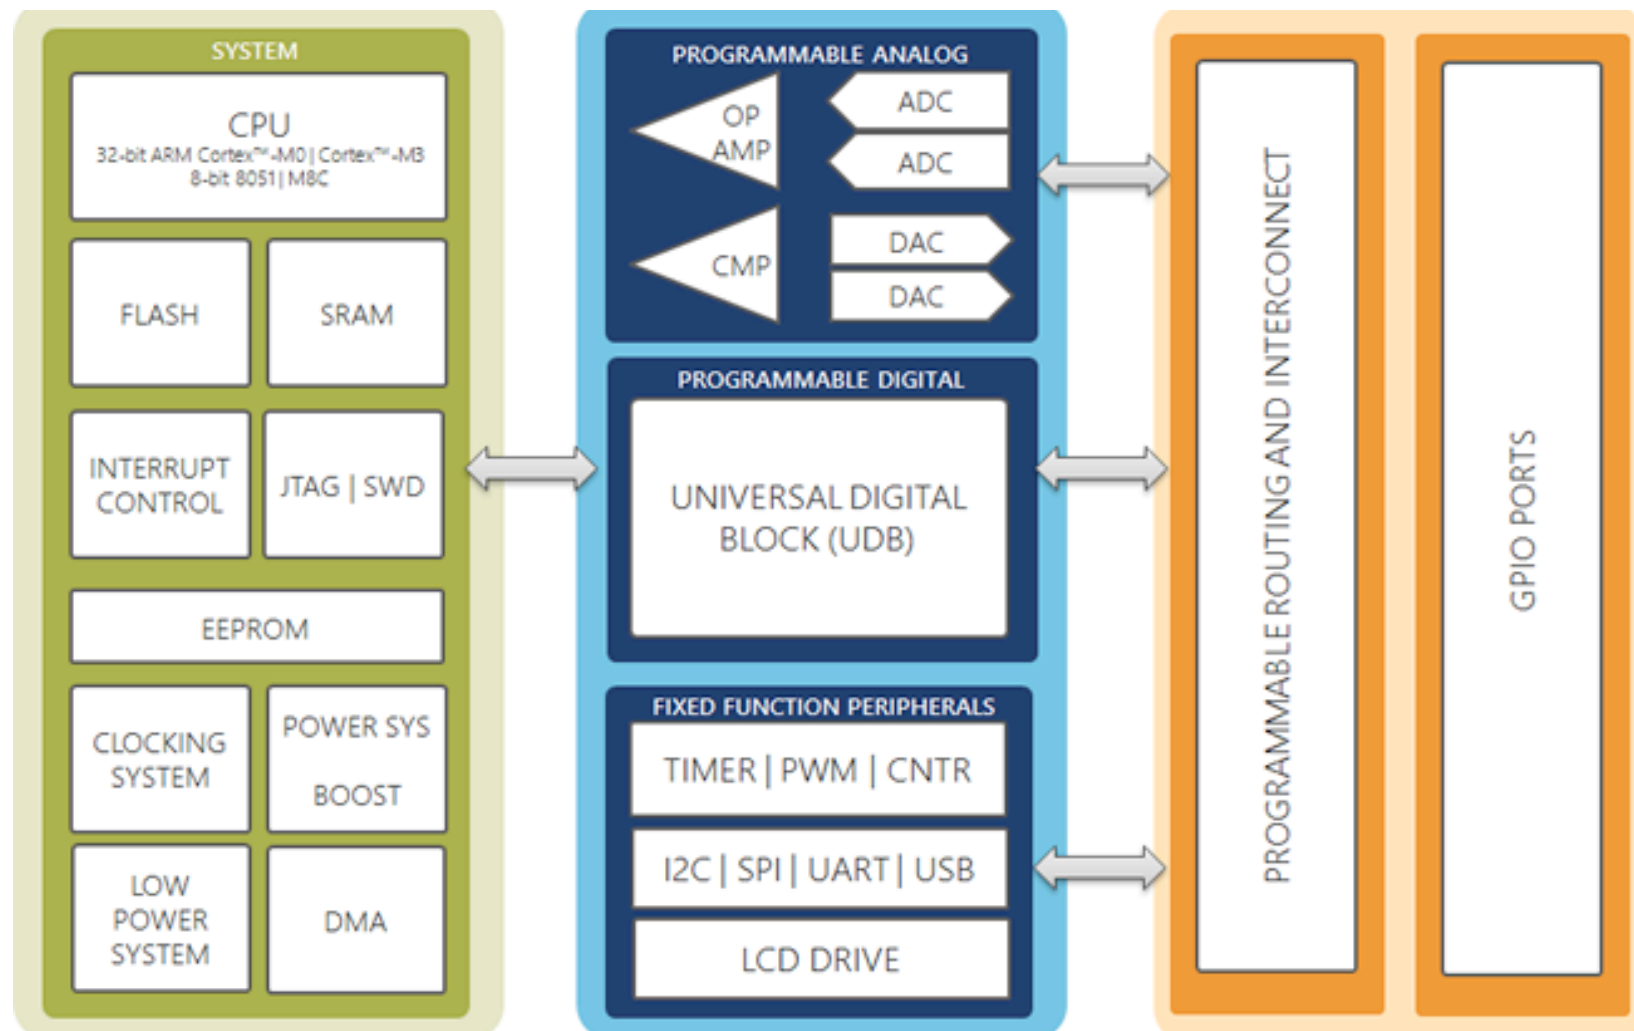 SYSTEM
CPU
32-bit ARM Cortex™-M0 | Cortex™-M3
8-bit 8051 | M8C
FLASH
SRAM
INTERRUPT
CONTROL
JTAG | SWD
EEPROM
CLOCKING
SYSTEM
POWER SYS
BOOST
LOW
POWER
SYSTEM
DMA
PROGRAMMABLE ANALOG
OP
AMP
ADC
ADC
CMP
DAC
DAC
PROGRAMMABLE DIGITAL
UNIVERSAL DIGITAL
BLOCK (UDB)
FIXED FUNCTION PERIPHERALS
TIMER | PWM | CNTR
I2C | SPI | UART | USB
LCD DRIVE
PROGRAMMABLE ROUTING AND INTERCONNECT
GPIO PORTS